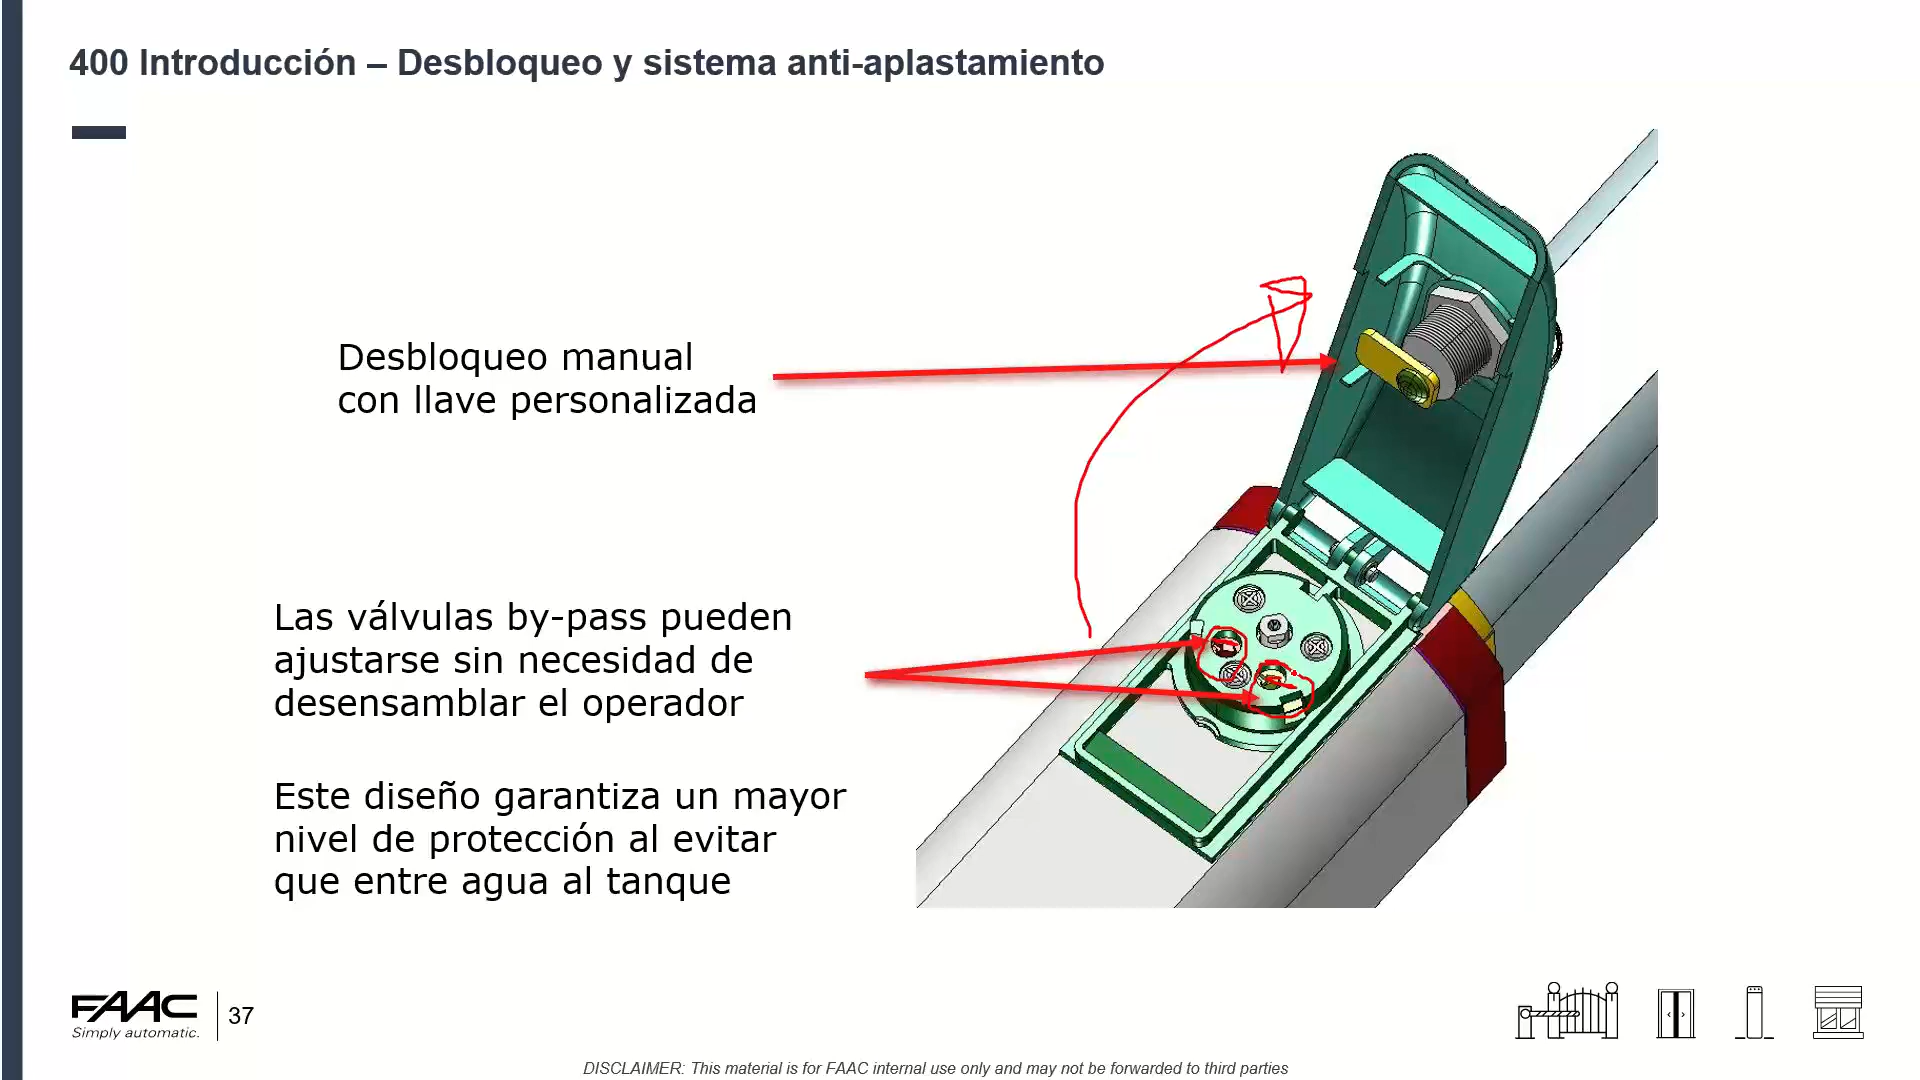 400 Introducción – Desbloqueo y sistema anti-aplastamiento
Desbloqueo manual
con llave personalizada
Las válvulas by-pass pueden
ajustarse sin necesidad de
desensamblar el operador
Este diseño garantiza un mayor
nivel de protección al evitar
que entre agua al tanque
FAAC
Simply automatic.
37
DISCLAIMER: This material is for FAAC internal use only and may not be forwarded to third parties